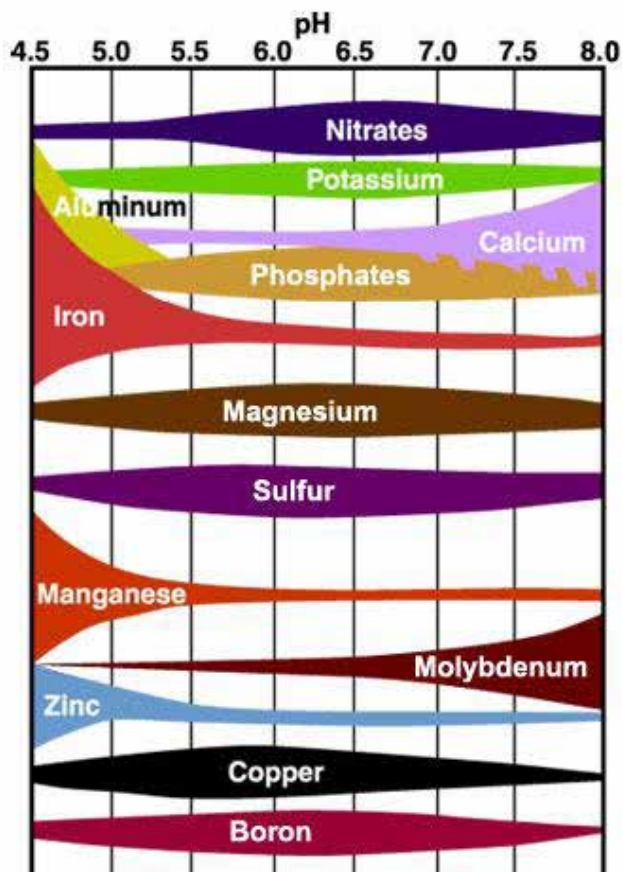 pH
4.5 5.0 5.5 6.0 6.5 7.0 7.5 8.0
Nitrates
Potassium
Aluminum
Calcium
Phosphates
Iron
Magnesium
Sulfur
Manganese
Molybdenum
Zinc
Copper
Boron